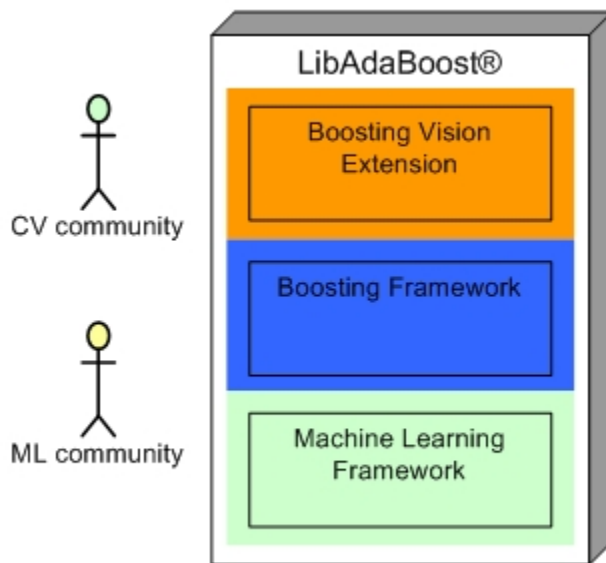 LibAdaBoost®
Boosting Vision
Extension
CV community
Boosting Framework
ML community
Machine Learning
Framework